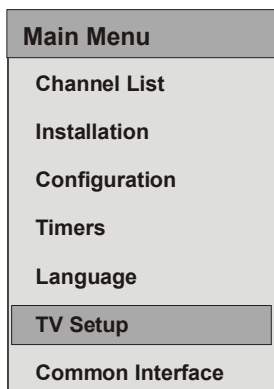 Main Menu
Channel List
Installation
Configuration
Timers
Language
TV Setup
Common Interface